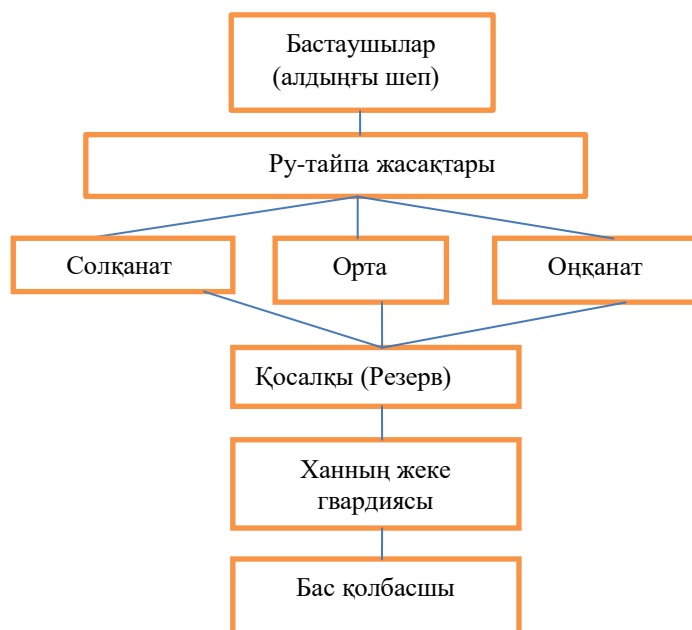 Бастаушылар
(алдыңғы шеп)
Ру-тайпа жасақтары
Солқанат
Орта
Оңқанат
Қосалқы (Резерв)
Ханның жеке
гвардиясы
Бас қолбасшы